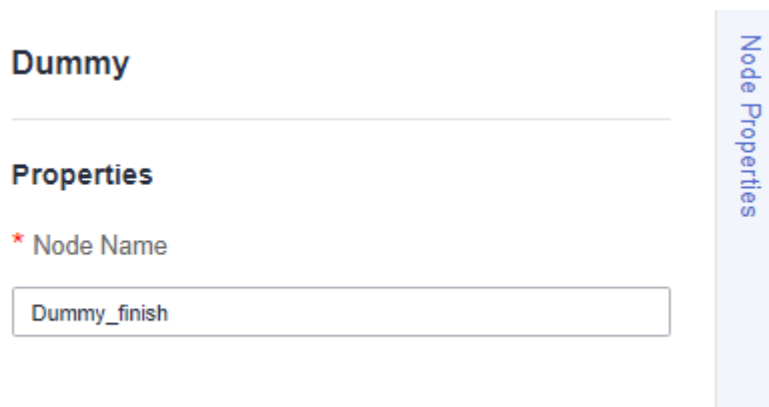 Dummy
Properties
* Node Name
Dummy_finish
Node Properties